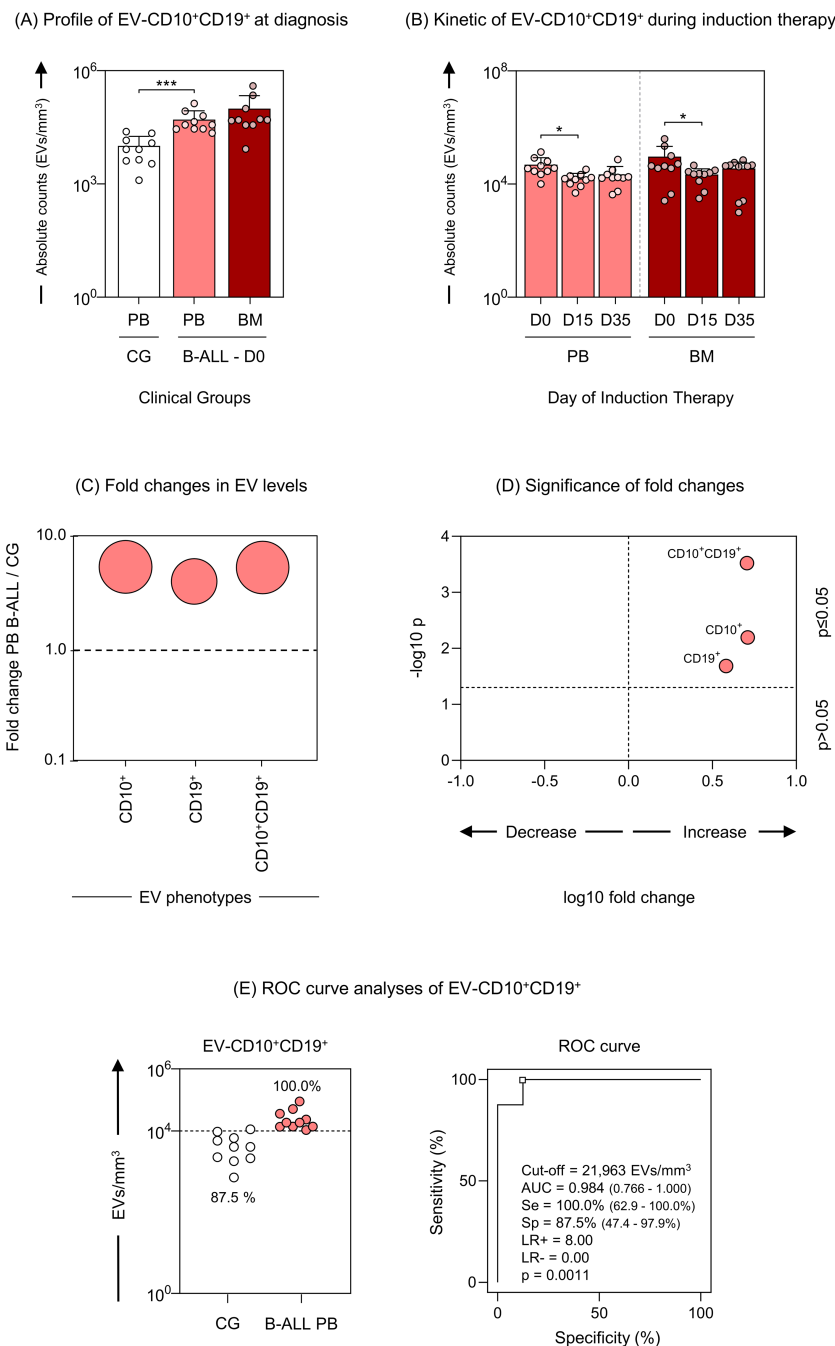 (A) Profile of EV-CD10⁺CD19⁺ at diagnosis
Absolute counts (EVs/mm³)
10⁶
10³
10⁰
***
PB PB BM
CG B-ALL - D0
Clinical Groups
(B) Kinetic of EV-CD10⁺CD19⁺ during induction therapy
Absolute counts (EVs/mm³)
10⁸
10⁴
10⁰
* *
D0 D15 D35 D0 D15 D35
PB BM
Day of Induction Therapy
(C) Fold changes in EV levels
Fold change PB B-ALL / CG
10.0
1.0
0.1
CD10⁺
CD19⁺
CD10⁺CD19⁺
EV phenotypes
(D) Significance of fold changes
-log10 p
4
3
2
1
0
CD10⁺CD19⁺
CD10⁺
CD19⁺
p≤0.05
p>0.05
-1.0 -0.5 0.0 0.5 1.0
Decrease Increase
log10 fold change
(E) ROC curve analyses of EV-CD10⁺CD19⁺
EV-CD10⁺CD19⁺
EVs/mm³
10⁶
10⁴
10⁰
100.0%
87.5 %
CG B-ALL PB
ROC curve
Sensitivity (%)
100
50
0
Cut-off = 21,963 EVs/mm³
AUC = 0.984 (0.766 - 1.000)
Se = 100.0% (62.9 - 100.0%)
Sp = 87.5% (47.4 - 97.9%)
LR+ = 8.00
LR- = 0.00
p = 0.0011
0 50 100
Specificity (%)